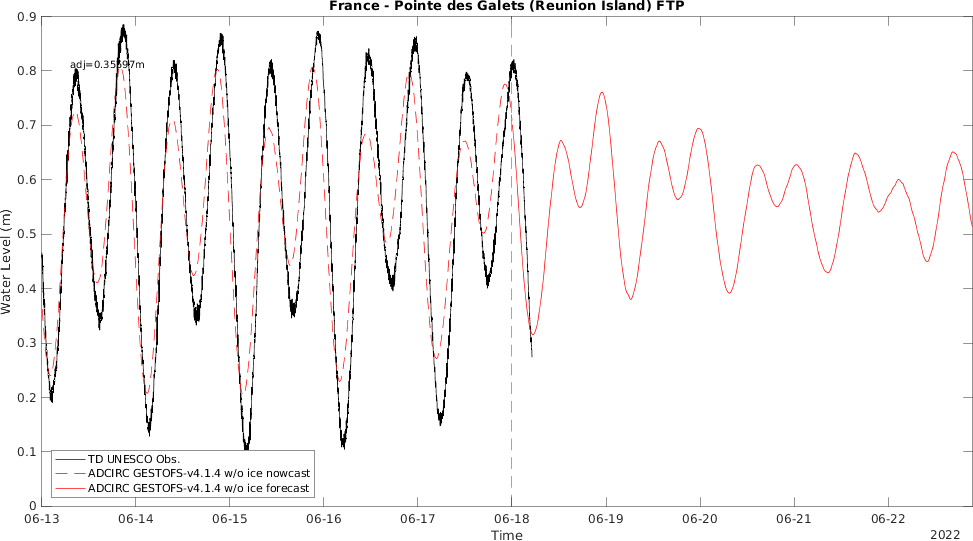 France - Pointe des Galets (Reunion Island) FTP
0.9
0.8
0.7
0.6
0.5
0.4
0.3
0.2
0.1
0
Water Level (m)
adj=0.35597m
TD UNESCO Obs.
ADCIRC GESTOFS-v4.1.4 w/o ice nowcast
ADCIRC GESTOFS-v4.1.4 w/o ice forecast
06-13 06-14 06-15 06-16 06-17 06-18 06-19 06-20 06-21 06-22
Time
2022